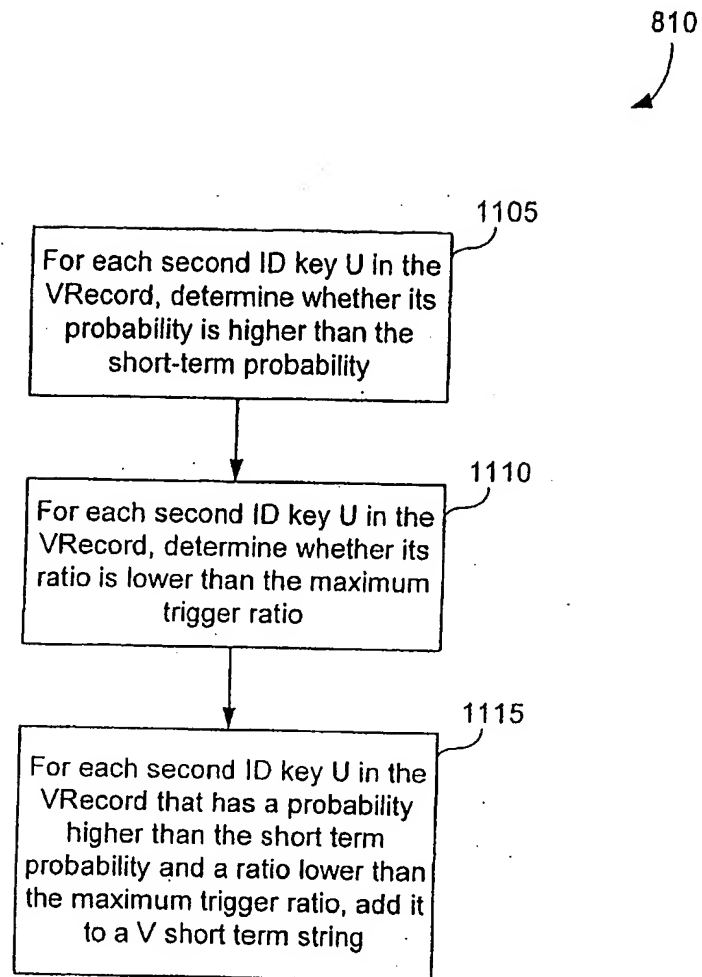 810
1105
For each second ID key U in the
VRecord, determine whether its
probability is higher than the
short-term probability
1110
For each second ID key U in the
VRecord, determine whether its
ratio is lower than the maximum
trigger ratio
1115
For each second ID key U in the
VRecord that has a probability
higher than the short term
probability and a ratio lower than
the maximum trigger ratio, add it
to a V short term string